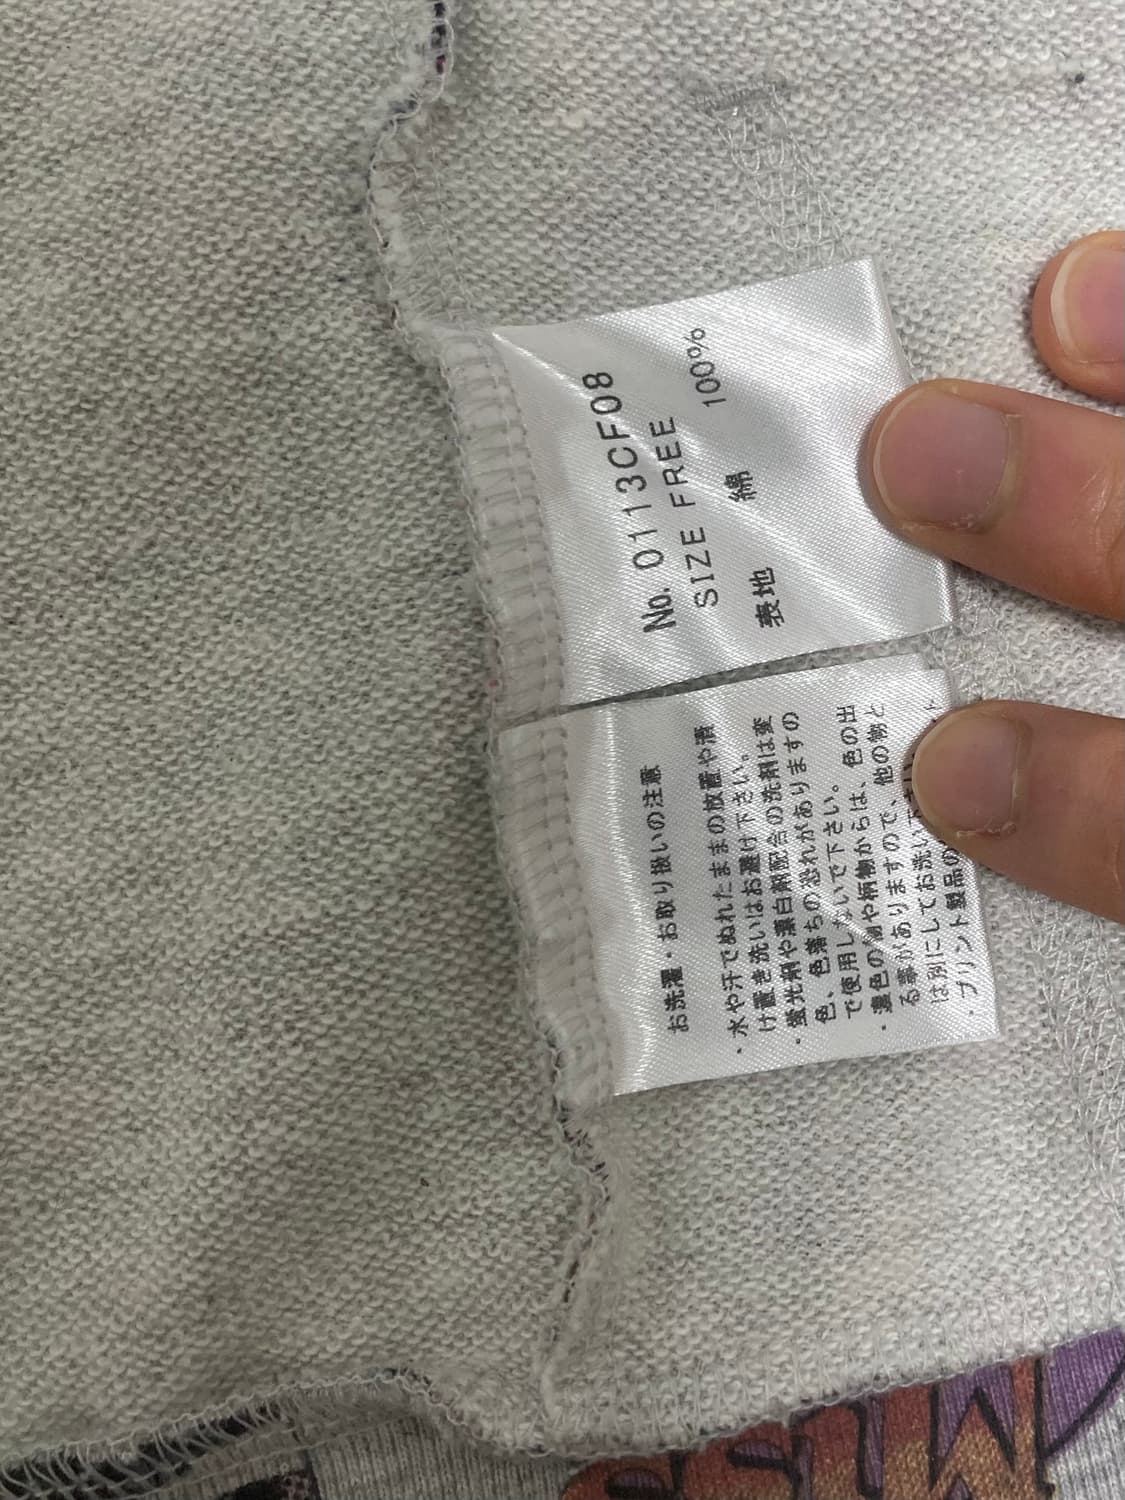 No. 0113CF08
SIZE FREE
表地 綿 100%
お洗濯・お取り扱いの注意
・水や汗でぬれたままの放置や漬
け置き洗いはお避け下さい。
・蛍光剤や漂白剤配合の洗剤は変
色、色落ちの恐れがありますの
で使用しないで下さい。
・濃色の物や柄物からは、色の出
る事がありますので、他の物と
は別にしてお洗い下さい
・プリント製品の